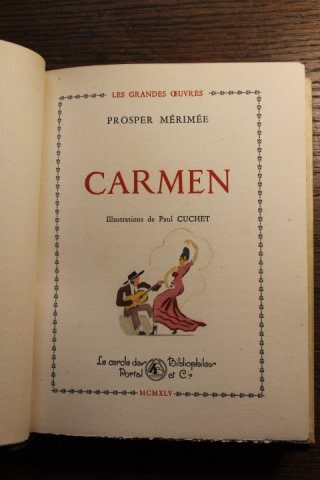 LES GRANDES ŒUVRES
PROSPER MÉRIMÉE
CARMEN
Illustrations de Paul CUCHET
Le cercle des Bibliophiles
Portal et Cie
MCMXLV